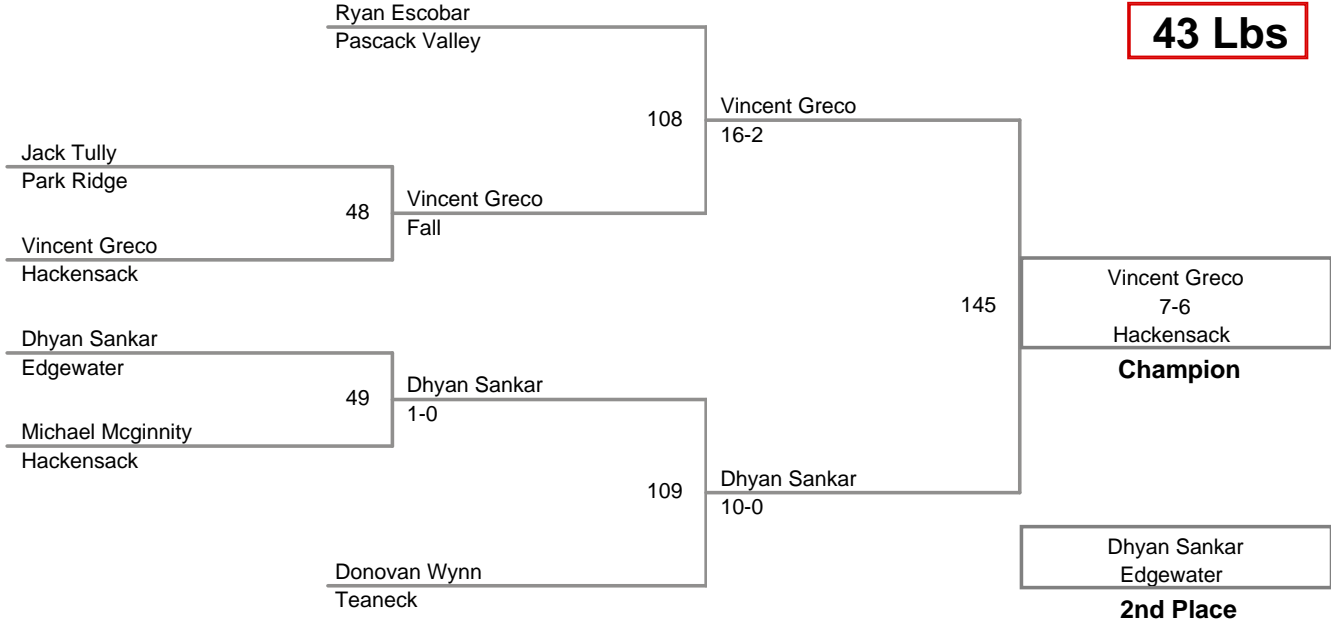 Ryan Escobar
Pascack Valley
43 Lbs
108
Vincent Greco
16-2
Jack Tully
Park Ridge
48
Vincent Greco
Fall
Vincent Greco
Hackensack
145
Vincent Greco
7-6
Hackensack
Champion
Dhyan Sankar
Edgewater
49
Dhyan Sankar
1-0
Michael Mcginnity
Hackensack
109
Dhyan Sankar
10-0
Donovan Wynn
Teaneck
Dhyan Sankar
Edgewater
2nd Place